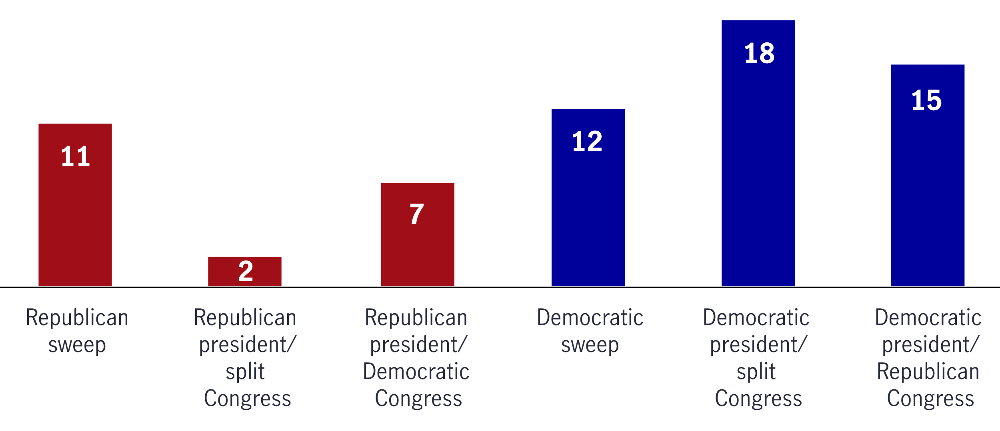 18
15
12
11
7
2
Republican
sweep
Republican
president/
split
Congress
Republican
president/
Democratic
Congress
Democratic
sweep
Democratic
president/
split
Congress
Democratic
president/
Republican
Congress